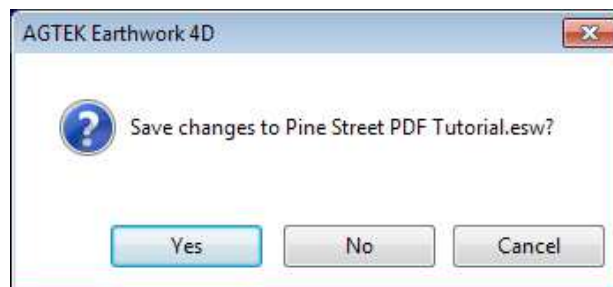 AGTEK Earthwork 4D
Save changes to Pine Street PDF Tutorial.esw?
Yes No Cancel